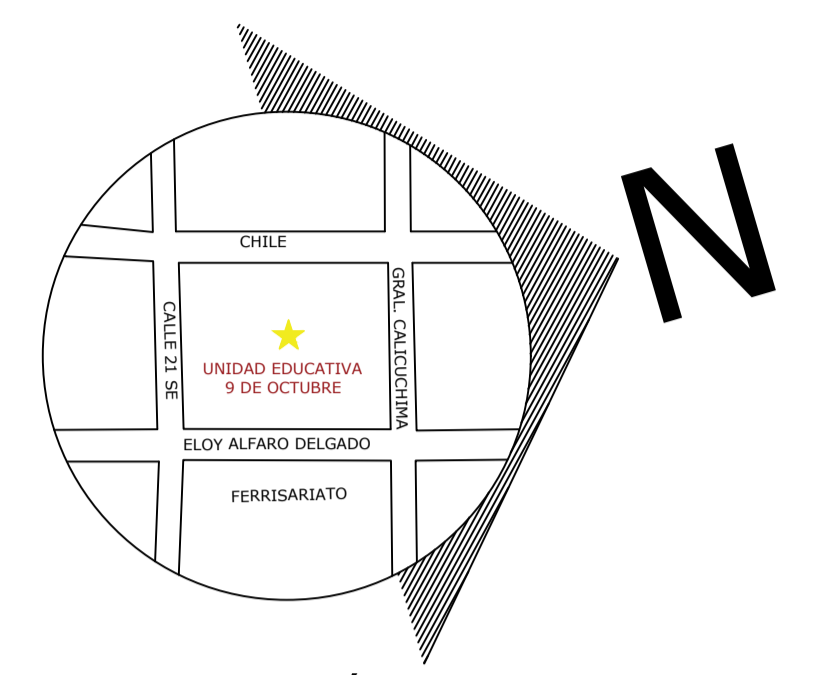 N
CHILE
CALLE 21 SE
GRAL. CALICUCHIMA
UNIDAD EDUCATIVA
9 DE OCTUBRE
ELOY ALFARO DELGADO
FERRISARIATO